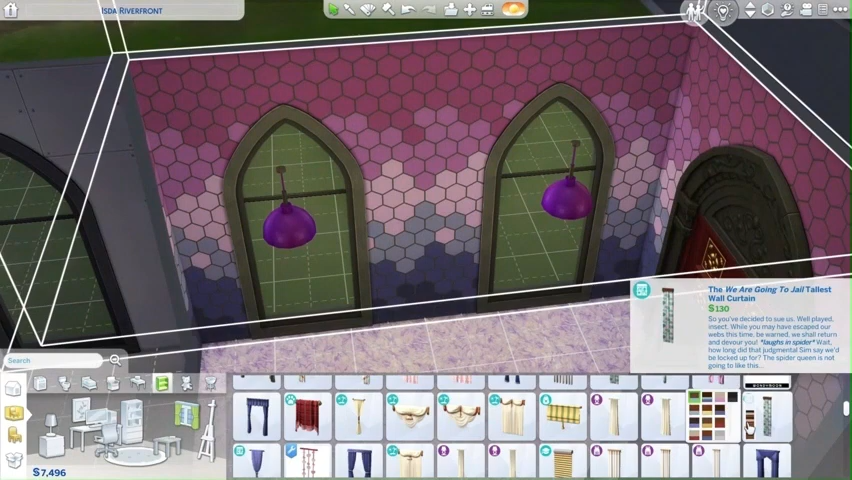 ISDA RIVERFRONT
The We Are Going To Jail Tallest
Wall Curtain
$130
So you've decided to sue us. Well played,
insect. While you may have escaped our
webs this time, be warned, we shall return
and devour you! *laughs in spider* Wait,
how long did that judgmental Sim say we'd
be locked up for? The spider queen is not
going to like this...
Search
$7,496